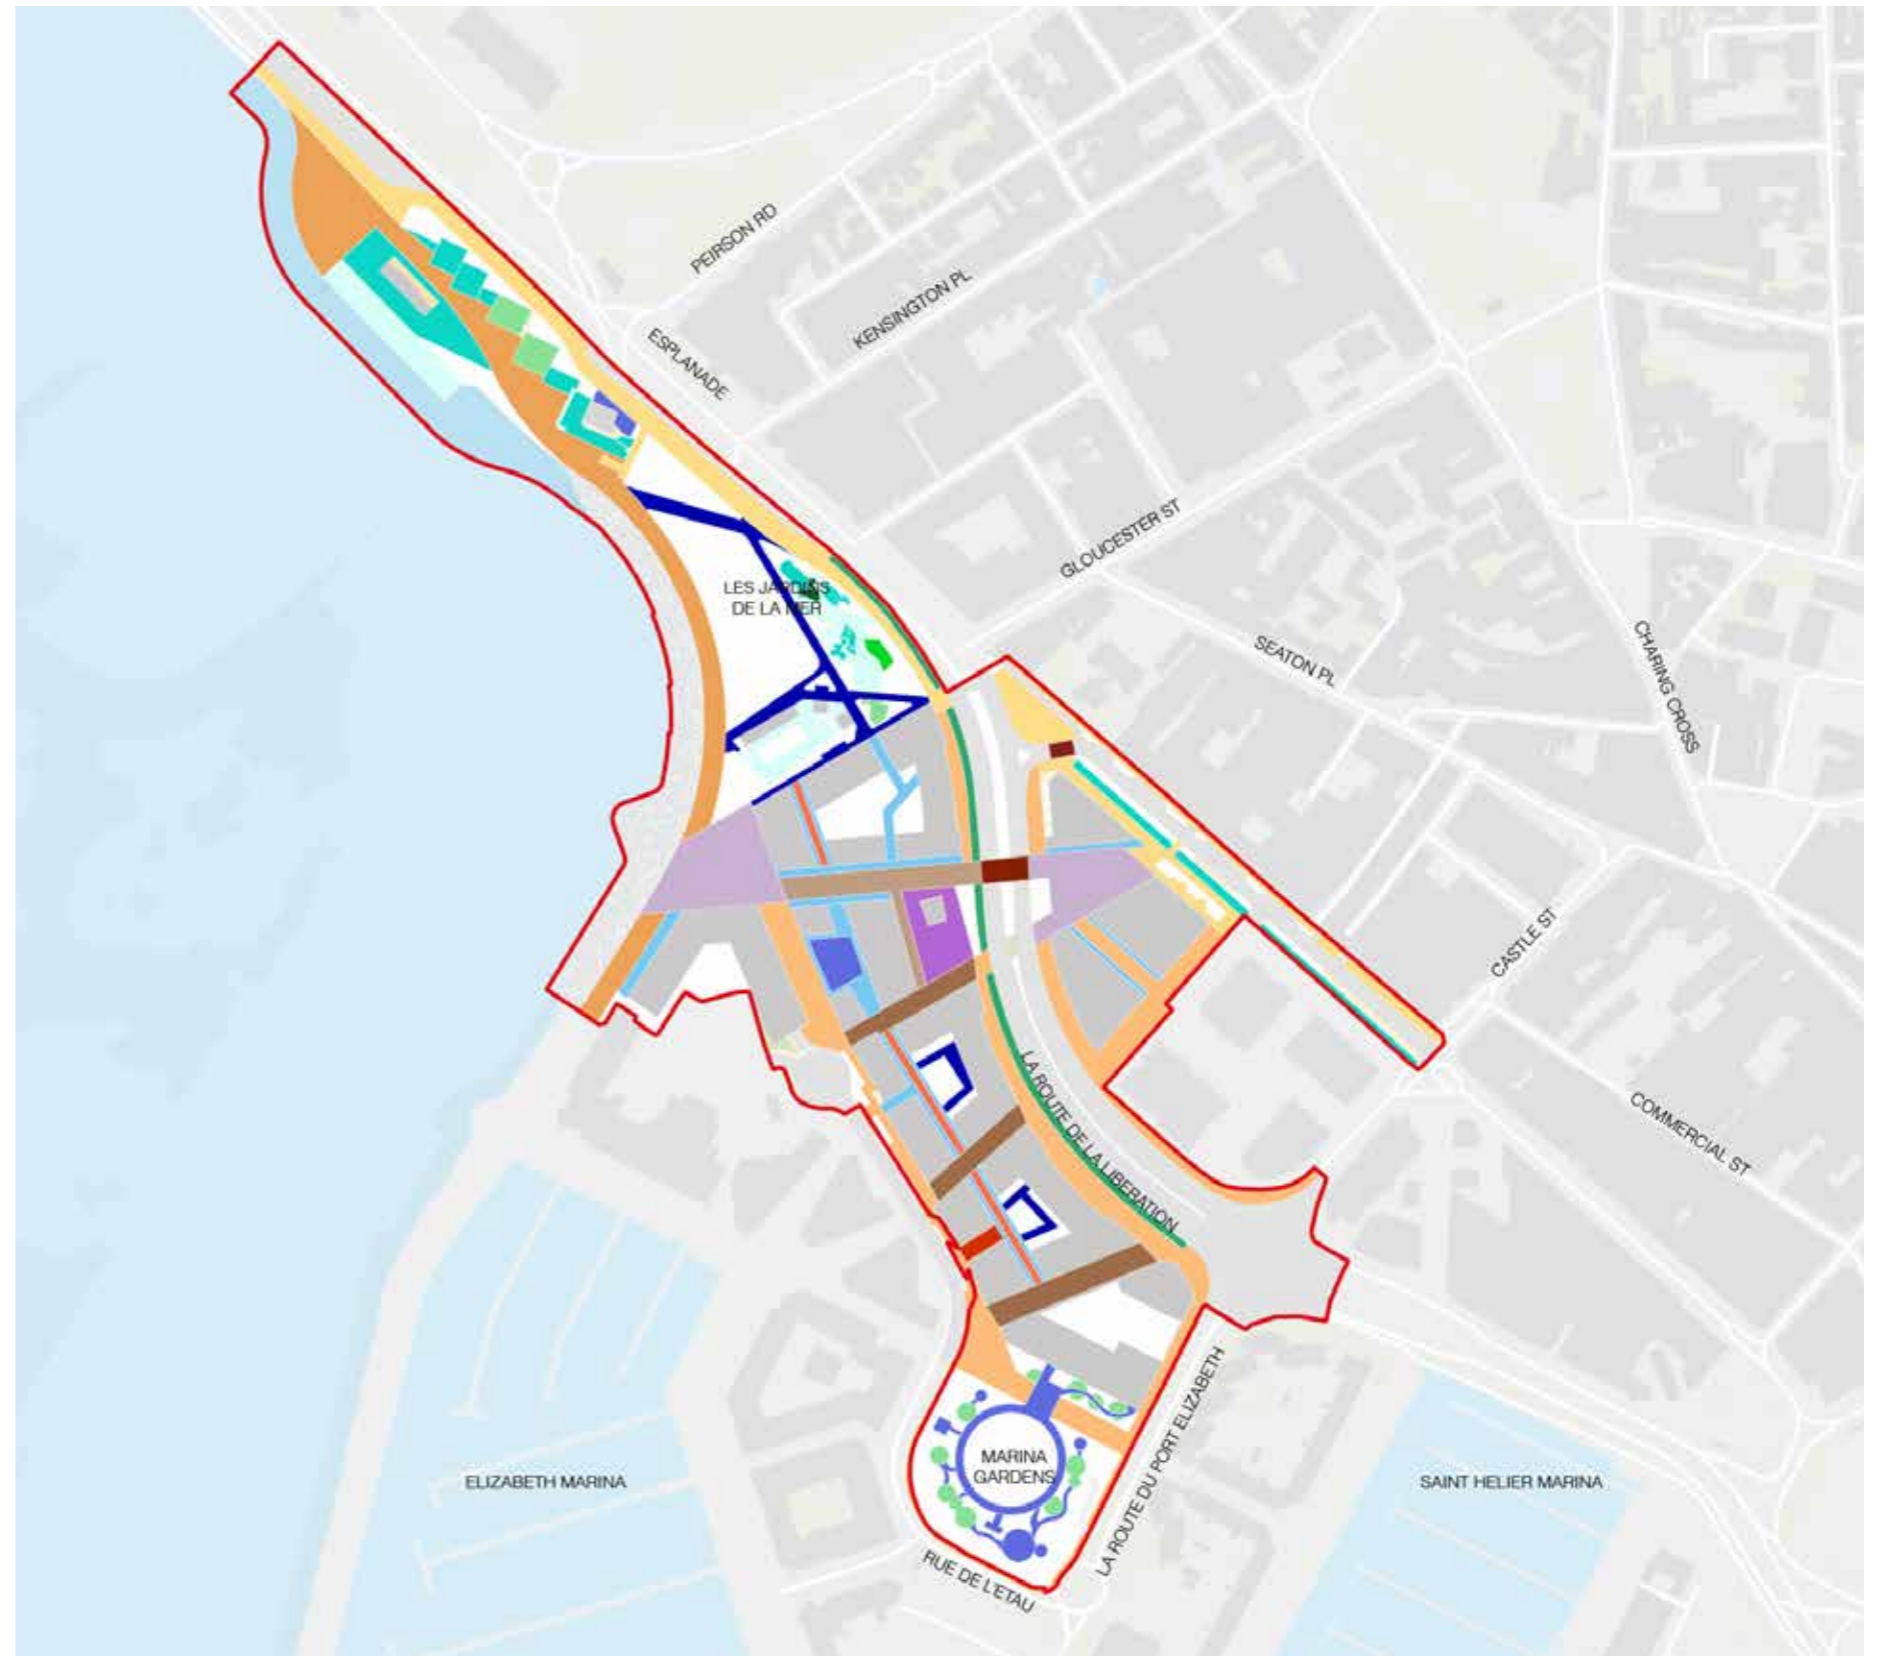 PEIRSON RD
KENSINGTON PL
ESPLANADE
GLOUCESTER ST
LES JARDINS
DE LA MER
SEATON PL
CHARING CROSS
CASTLE ST
LA ROUTE DE LA LIBERATION
COMMERCIAL ST
MARINA
GARDENS
ELIZABETH MARINA
SAINT HELIER MARINA
LA ROUTE DU PORT ELIZABETH
RUE DE L'ETAU